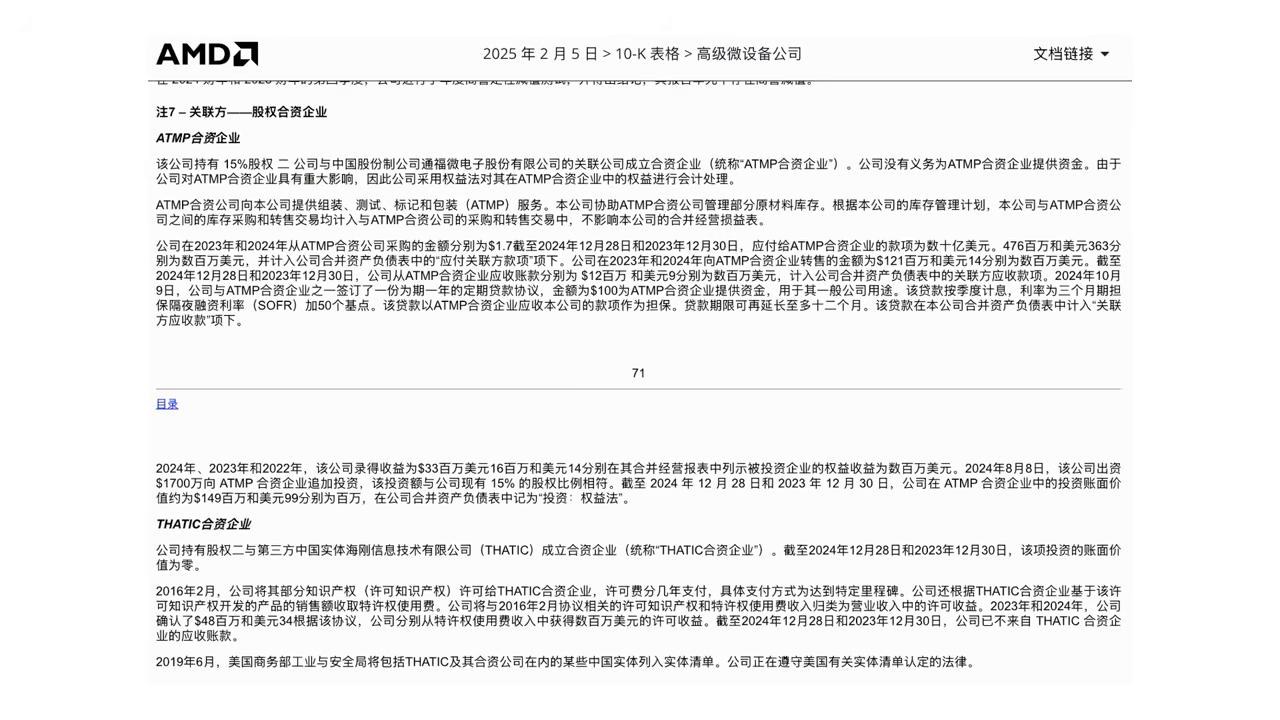 AMD
2025 年 2 月 5 日 > 10-K 表格 > 高级微设备公司
文档链接
注7 – 关联方——股权合资企业
ATMP合资企业
该公司持有 15%股权 二 公司与中国股份制公司通福微电子股份有限公司的关联公司成立合资企业（统称“ATMP合资企业”）。公司没有义务为ATMP合资企业提供资金。由于
公司对ATMP合资企业具有重大影响，因此公司采用权益法对其在ATMP合资企业中的权益进行会计处理。
ATMP合资公司向本公司提供组装、测试、标记和包装（ATMP）服务。本公司协助ATMP合资公司管理部分原材料库存。根据本公司的库存管理计划，本公司与ATMP合资公
司之间的库存采购和转售交易均计入与ATMP合资公司的采购和转售交易中，不影响本公司的合并经营损益表。
公司在2023年和2024年从ATMP合资公司采购的金额分别为$1.7截至2024年12月28日和2023年12月30日，应付给ATMP合资企业的款项为数十亿美元。476百万和美元363分
别为数百万美元，并计入公司合并资产负债表中的“应付关联方款项”项下。公司在2023年和2024年向ATMP合资企业转售的金额为$121百万和美元14分别为数百万美元。截至
2024年12月28日和2023年12月30日，公司从ATMP合资企业应收账款分别为 $12百万 和美元9分别为数百万美元，计入公司合并资产负债表中的关联方应收款项。2024年10月
9日，公司与ATMP合资企业之一签订了一份为期一年的定期贷款协议，金额为$100为ATMP合资企业提供资金，用于其一般公司用途。该贷款按季度计息，利率为三个月期担
保隔夜融资利率（SOFR）加50个基点。该贷款以ATMP合资企业应收本公司的款项作为担保。贷款期限可再延长至多十二个月。该贷款在本公司合并资产负债表中计入“关联
方应收款”项下。
71
目录
2024年、2023年和2022年，该公司录得收益为$33百万美元16百万和美元14分别在其合并经营报表中列示被投资企业的权益收益为数百万美元。2024年8月8日，该公司出资
$1700万向 ATMP 合资企业追加投资，该投资额与公司现有 15% 的股权比例相符。截至 2024 年 12 月 28 日和 2023 年 12 月 30 日，公司在 ATMP 合资企业中的投资账面价
值约为$149百万和美元99分别为百万，在公司合并资产负债表中记为“投资：权益法”。
THATIC合资企业
公司持有股权二与第三方中国实体海刚信息技术有限公司（THATIC）成立合资企业（统称“THATIC合资企业”）。截至2024年12月28日和2023年12月30日，该项投资的账面价
值为零。
2016年2月，公司将其部分知识产权（许可知识产权）许可给THATIC合资企业，许可费分几年支付，具体支付方式为达到特定里程碑。公司还根据THATIC合资企业基于该许
可知识产权开发的产品的销售额收取特许权使用费。公司将与2016年2月协议相关的许可知识产权和特许权使用费收入归类为营业收入中的许可收益。2023年和2024年，公司
确认了$48百万和美元34根据该协议，公司分别从特许权使用费收入中获得数百万美元的许可收益。截至2024年12月28日和2023年12月30日，公司已不来自 THATIC 合资企
业的应收账款。
2019年6月，美国商务部工业与安全局将包括THATIC及其合资公司在内的某些中国实体列入实体清单。公司正在遵守美国有关实体清单认定的法律。